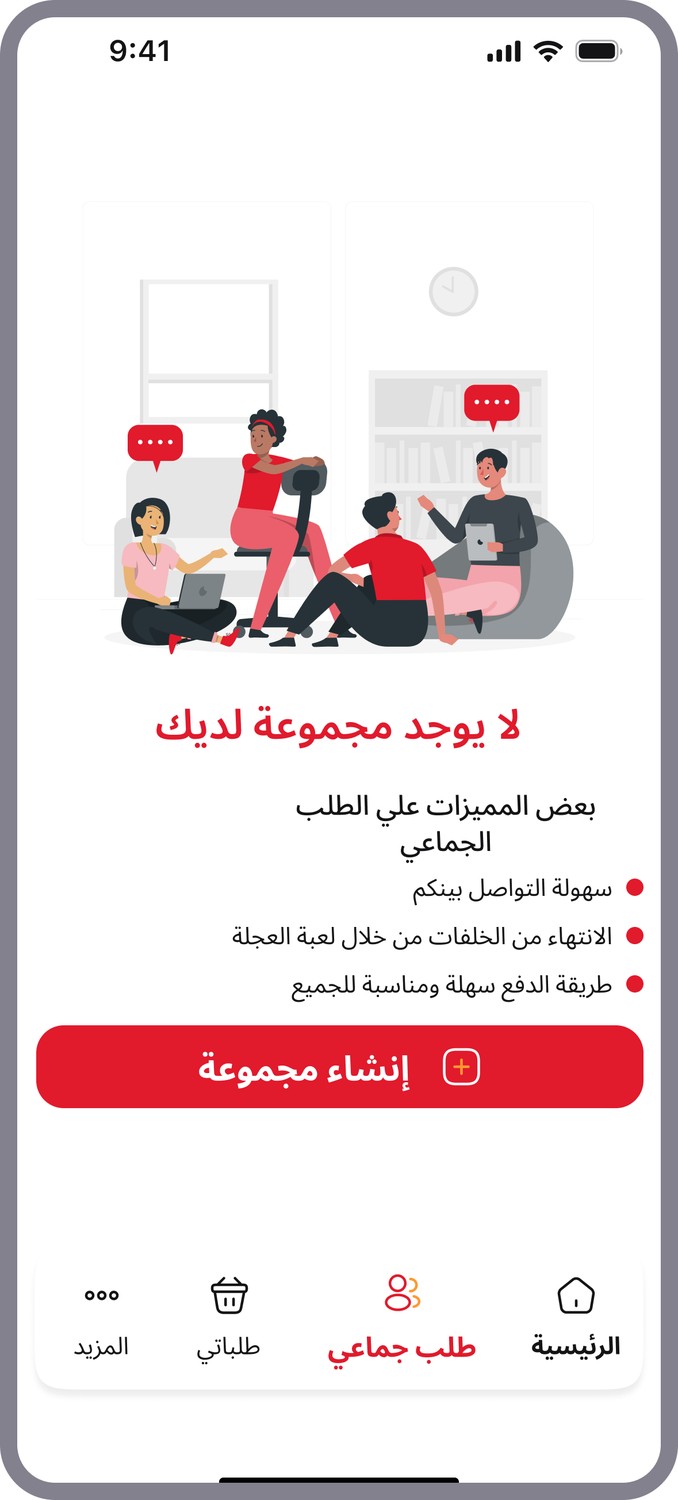 9:41
لا يوجد مجموعة لديك
بعض المميزات علي الطلب
الجماعي
سهولة التواصل بينكم
الانتهاء من الخلفات من خلال لعبة العجلة
طريقة الدفع سهلة ومناسبة للجميع
إنشاء مجموعة
الرئيسية
طلب جماعي
طلباتي
المزيد